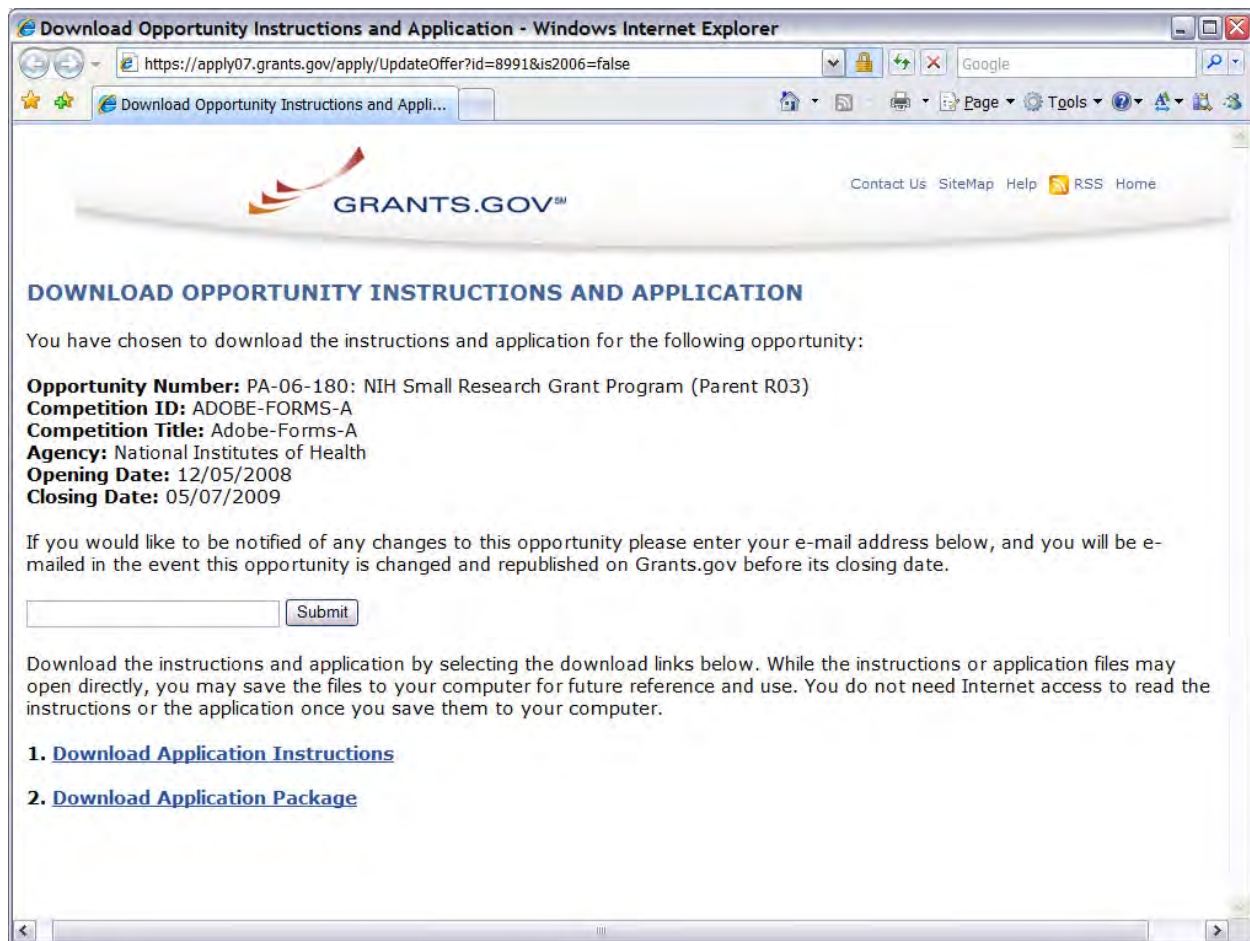 Download Opportunity Instructions and Application - Windows Internet Explorer
https://apply07.grants.gov/apply/UpdateOffer?id=8991&is2006=false
Google
Download Opportunity Instructions and Appli...
Page
Tools
GRANTS.GOV℠
Contact Us SiteMap Help RSS Home
DOWNLOAD OPPORTUNITY INSTRUCTIONS AND APPLICATION
You have chosen to download the instructions and application for the following opportunity:
Opportunity Number: PA-06-180: NIH Small Research Grant Program (Parent R03)
Competition ID: ADOBE-FORMS-A
Competition Title: Adobe-Forms-A
Agency: National Institutes of Health
Opening Date: 12/05/2008
Closing Date: 05/07/2009
If you would like to be notified of any changes to this opportunity please enter your e-mail address below, and you will be e-
mailed in the event this opportunity is changed and republished on Grants.gov before its closing date.
Submit
Download the instructions and application by selecting the download links below. While the instructions or application files may
open directly, you may save the files to your computer for future reference and use. You do not need Internet access to read the
instructions or the application once you save them to your computer.
1. Download Application Instructions
2. Download Application Package